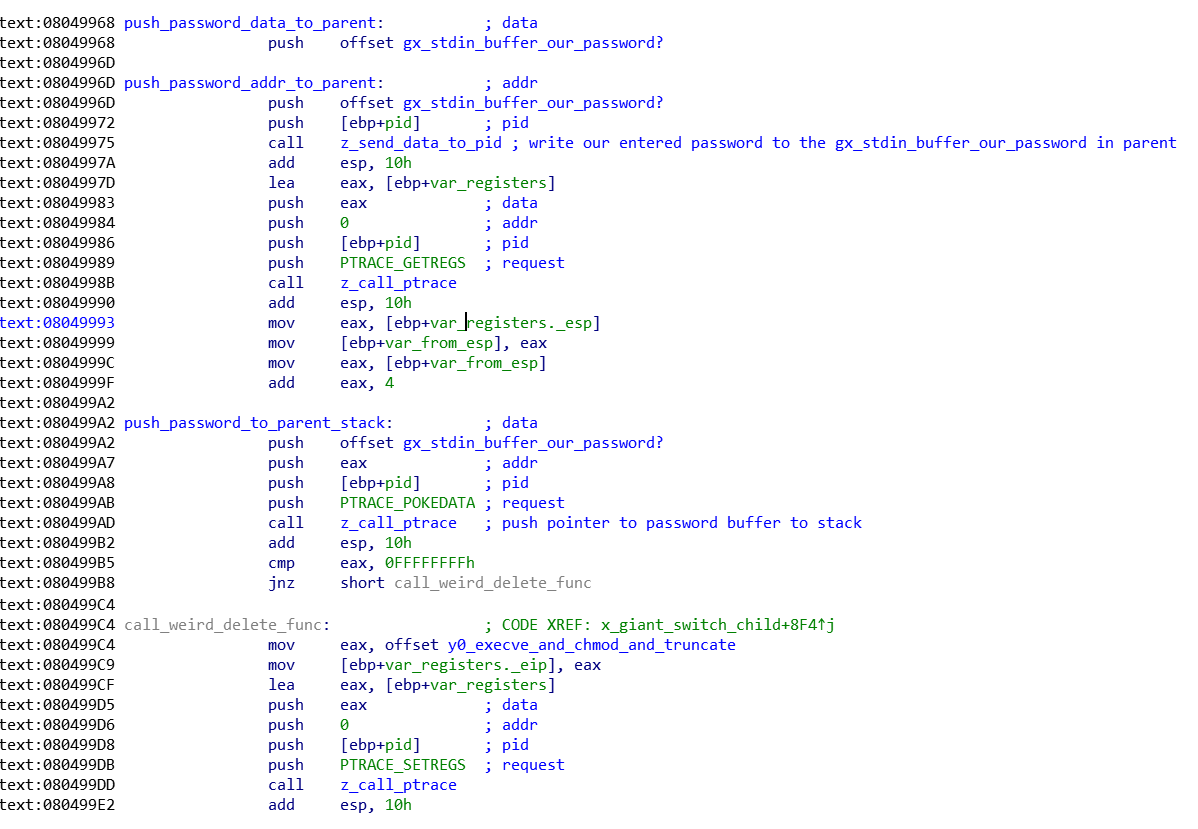 text:08049968 push_password_data_to_parent: ; data
text:08049968 push offset gx_stdin_buffer_our_password?
text:0804996D
text:0804996D push_password_addr_to_parent: ; addr
text:0804996D push offset gx_stdin_buffer_our_password?
text:08049972 push [ebp+pid] ; pid
text:08049975 call z_send_data_to_pid ; write our entered password to the gx_stdin_buffer_our_password in parent
text:0804997A add esp, 10h
text:0804997D lea eax, [ebp+var_registers]
text:08049983 push eax ; data
text:08049984 push 0 ; addr
text:08049986 push [ebp+pid] ; pid
text:08049989 push PTRACE_GETREGS ; request
text:0804998B call z_call_ptrace
text:08049990 add esp, 10h
text:08049993 mov eax, [ebp+var_registers._esp]
text:08049999 mov [ebp+var_from_esp], eax
text:0804999C mov eax, [ebp+var_from_esp]
text:0804999F add eax, 4
text:080499A2
text:080499A2 push_password_to_parent_stack: ; data
text:080499A2 push offset gx_stdin_buffer_our_password?
text:080499A7 push eax ; addr
text:080499A8 push [ebp+pid] ; pid
text:080499AB push PTRACE_POKEDATA ; request
text:080499AD call z_call_ptrace ; push pointer to password buffer to stack
text:080499B2 add esp, 10h
text:080499B5 cmp eax, 0FFFFFFFFh
text:080499B8 jnz short call_weird_delete_func
text:080499C4
text:080499C4 call_weird_delete_func: ; CODE XREF: x_giant_switch_child+8F4↑j
text:080499C4 mov eax, offset y0_execve_and_chmod_and_truncate
text:080499C9 mov [ebp+var_registers._eip], eax
text:080499CF lea eax, [ebp+var_registers]
text:080499D5 push eax ; data
text:080499D6 push 0 ; addr
text:080499D8 push [ebp+pid] ; pid
text:080499DB push PTRACE_SETREGS ; request
text:080499DD call z_call_ptrace
text:080499E2 add esp, 10h